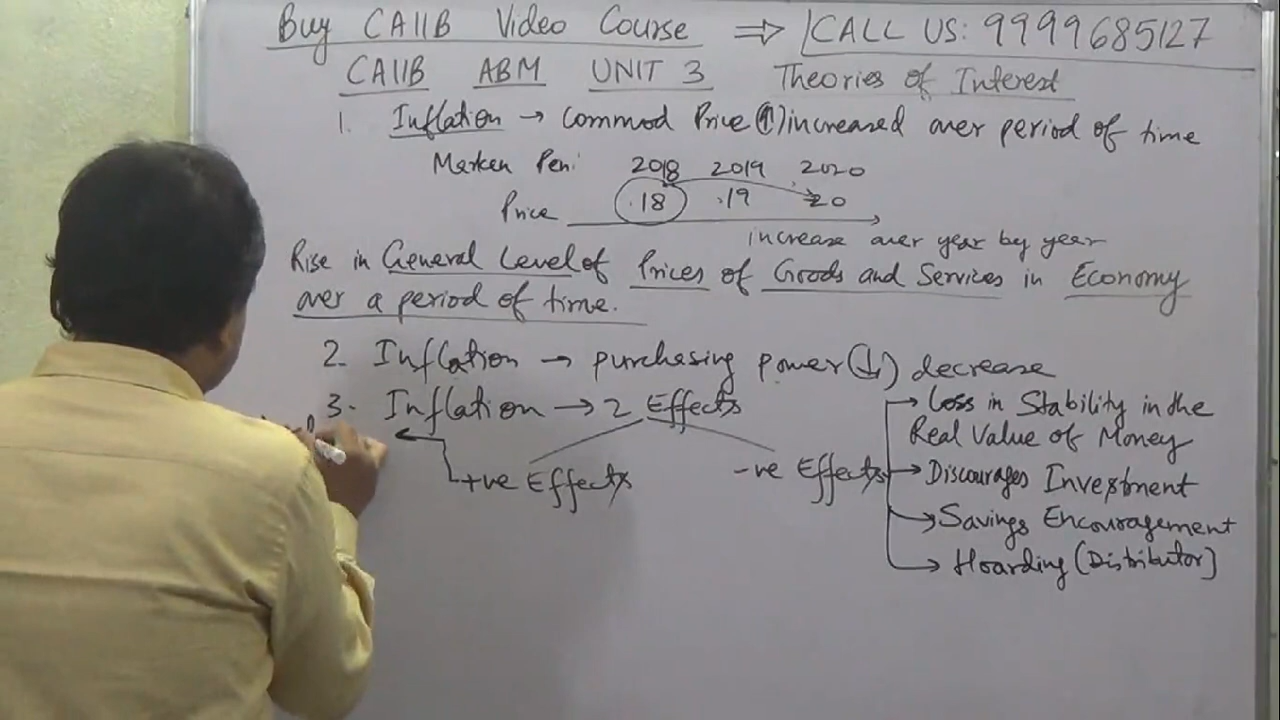 Buy CAIIB Video Course ⇒ CALL US: 9999685127
CAIIB ABM UNIT 3 Theories of Interest
1. Inflation → Commod Price (↑) increased over period of time
Marker Pen: 2018 2019 2020
Price 18 19 20
increase over year by year
Rise in General Level of Prices of Goods and Services in Economy
over a period of time.
2. Inflation → purchasing power (↓) decrease
3. Inflation → 2 Effects
+ve Effects
-ve Effects
→ Loss in Stability in the
Real Value of Money
→ Discourages Investment
→ Savings Encouragement
→ Hoarding (Distributor)